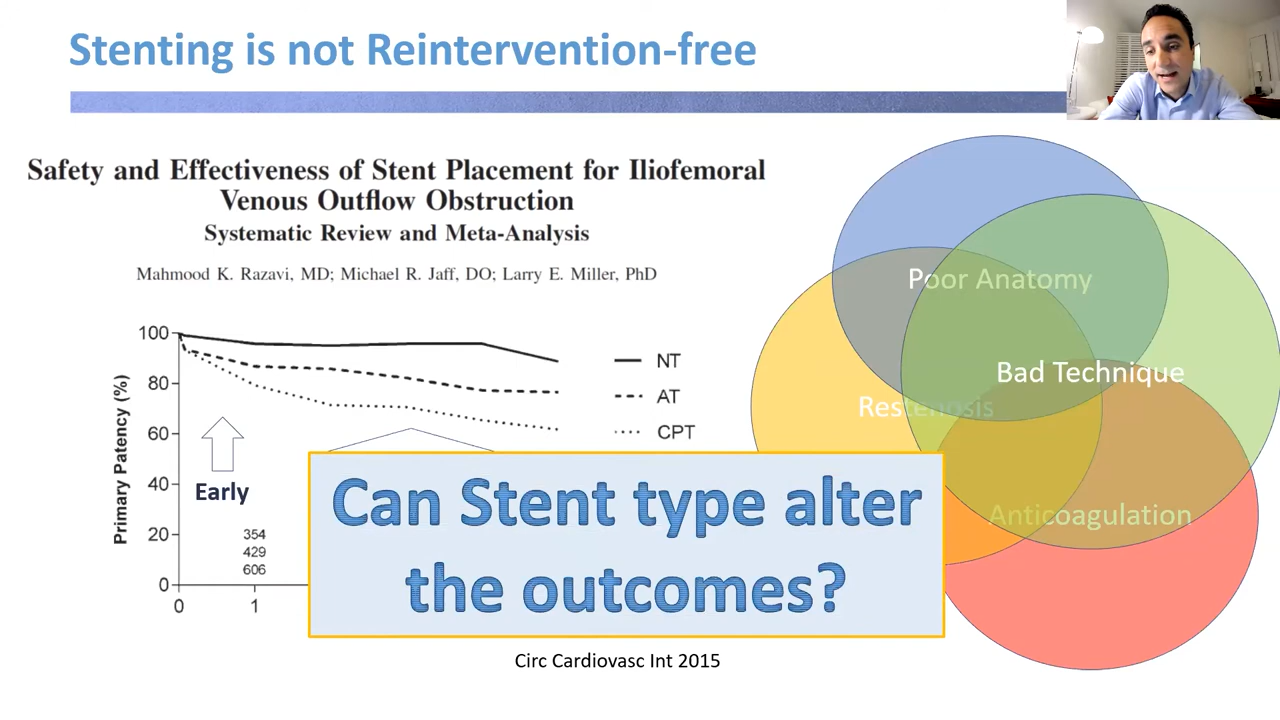 Stenting is not Reintervention-free
Safety and Effectiveness of Stent Placement for Iliofemoral
Venous Outflow Obstruction
Systematic Review and Meta-Analysis
Mahmood K. Razavi, MD; Michael R. Jaff, DO; Larry E. Miller, PhD
Primary Patency (%)
100
80
60
40
20
0
0
1
354
429
606
Early
NT
AT
CPT
Can Stent type alter
the outcomes?
Poor Anatomy
Bad Technique
Restenosis
Anticoagulation
Circ Cardiovasc Int 2015